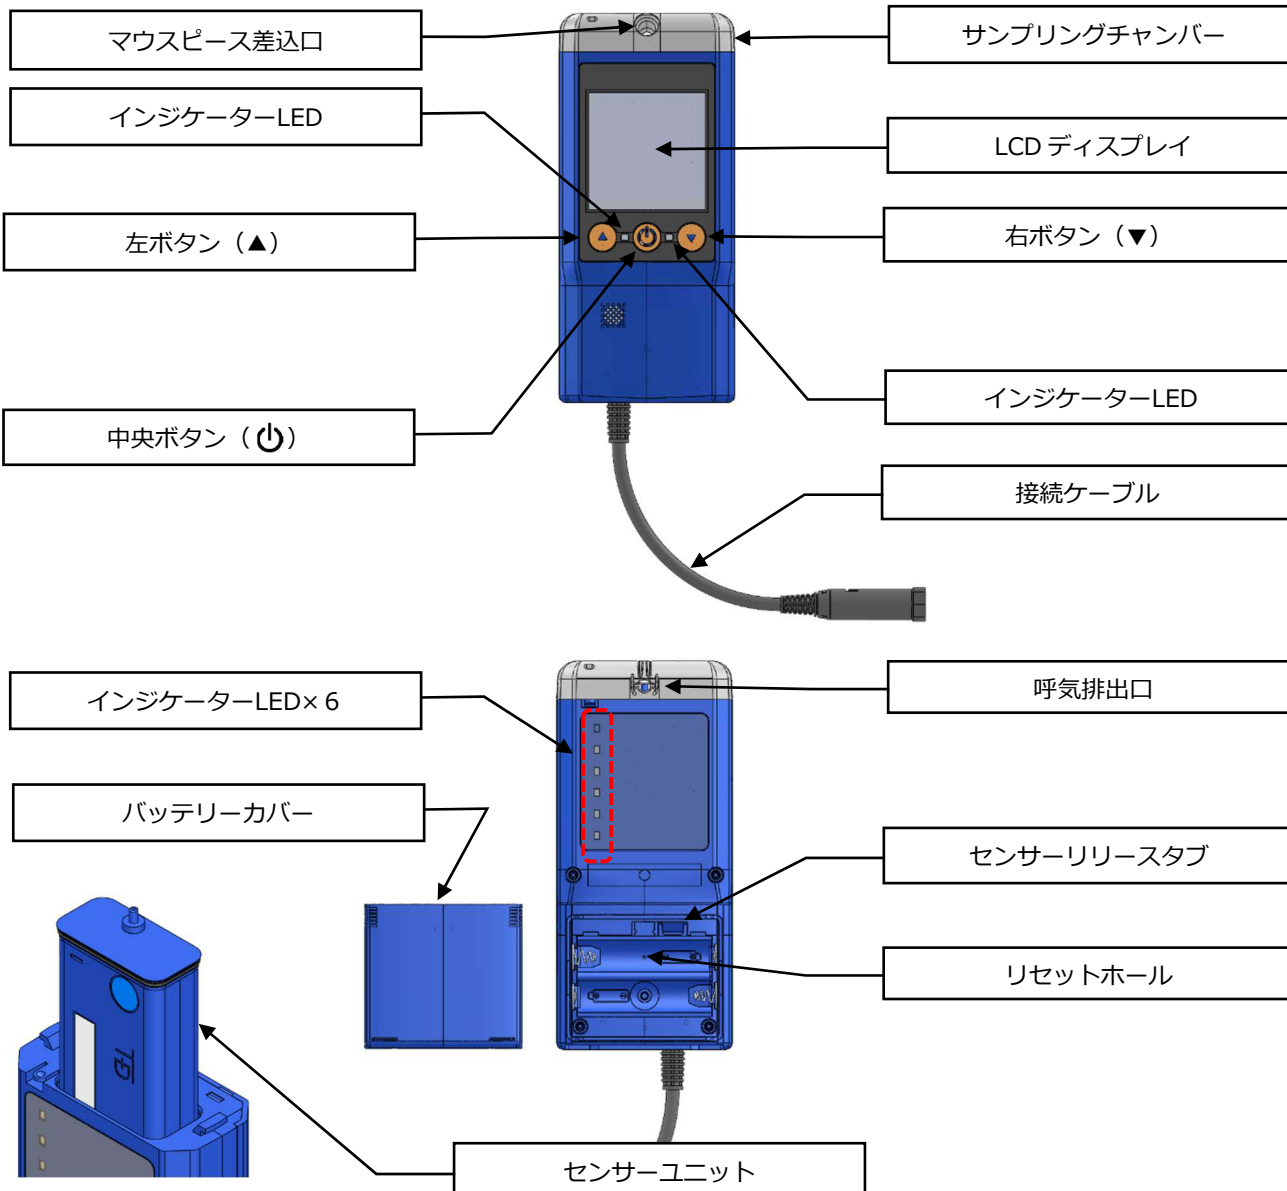 マウスピース差込口
サンプリングチャンバー
インジケーターLED
LCD ディスプレイ
左ボタン（▲）
右ボタン（▼）
インジケーターLED
中央ボタン（⏻）
接続ケーブル
インジケーターLED×６
呼気排出口
バッテリーカバー
センサーリリースタブ
リセットホール
センサーユニット